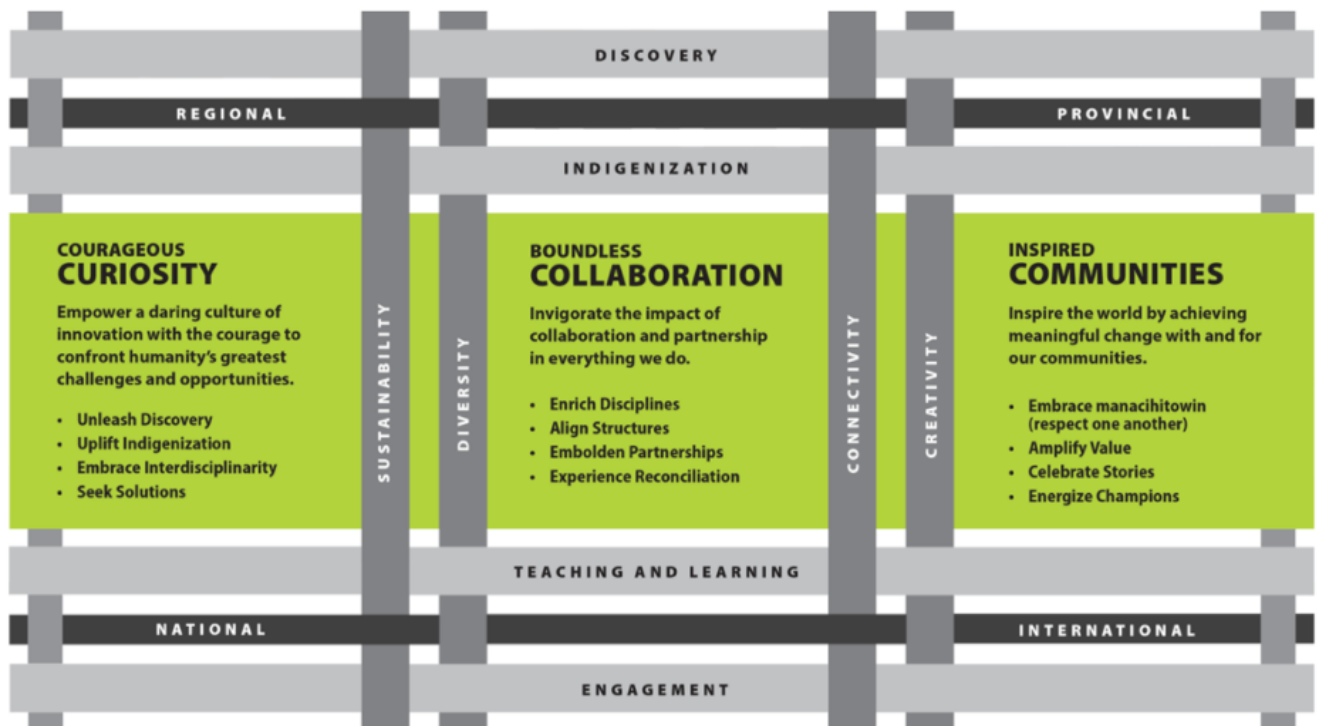 DISCOVERY
REGIONAL
PROVINCIAL
INDIGENIZATION
COURAGEOUS
CURIOSITY
Empower a daring culture of
innovation with the courage to
confront humanity's greatest
challenges and opportunities.
• Unleash Discovery
• Uplift Indigenization
• Embrace Interdisciplinarity
• Seek Solutions
SUSTAINABILITY
DIVERSITY
BOUNDLESS
COLLABORATION
Invigorate the impact of
collaboration and partnership
in everything we do.
• Enrich Disciplines
• Align Structures
• Embolden Partnerships
• Experience Reconciliation
CONNECTIVITY
CREATIVITY
INSPIRED
COMMUNITIES
Inspire the world by achieving
meaningful change with and for
our communities.
• Embrace manacihitowin
(respect one another)
• Amplify Value
• Celebrate Stories
• Energize Champions
TEACHING AND LEARNING
NATIONAL
INTERNATIONAL
ENGAGEMENT